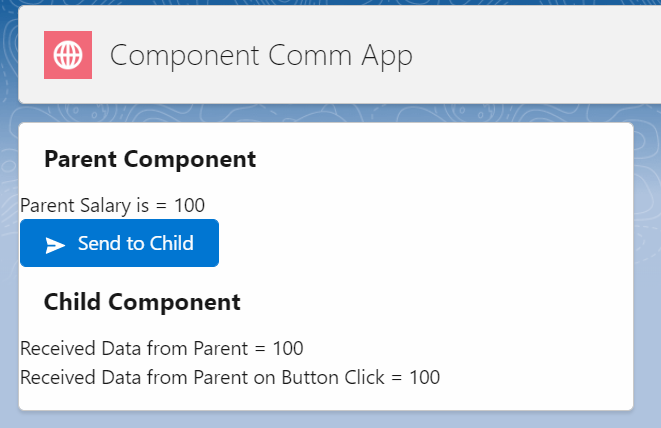 Component Comm App
Parent Component
Parent Salary is = 100
Send to Child
Child Component
Received Data from Parent = 100
Received Data from Parent on Button Click = 100